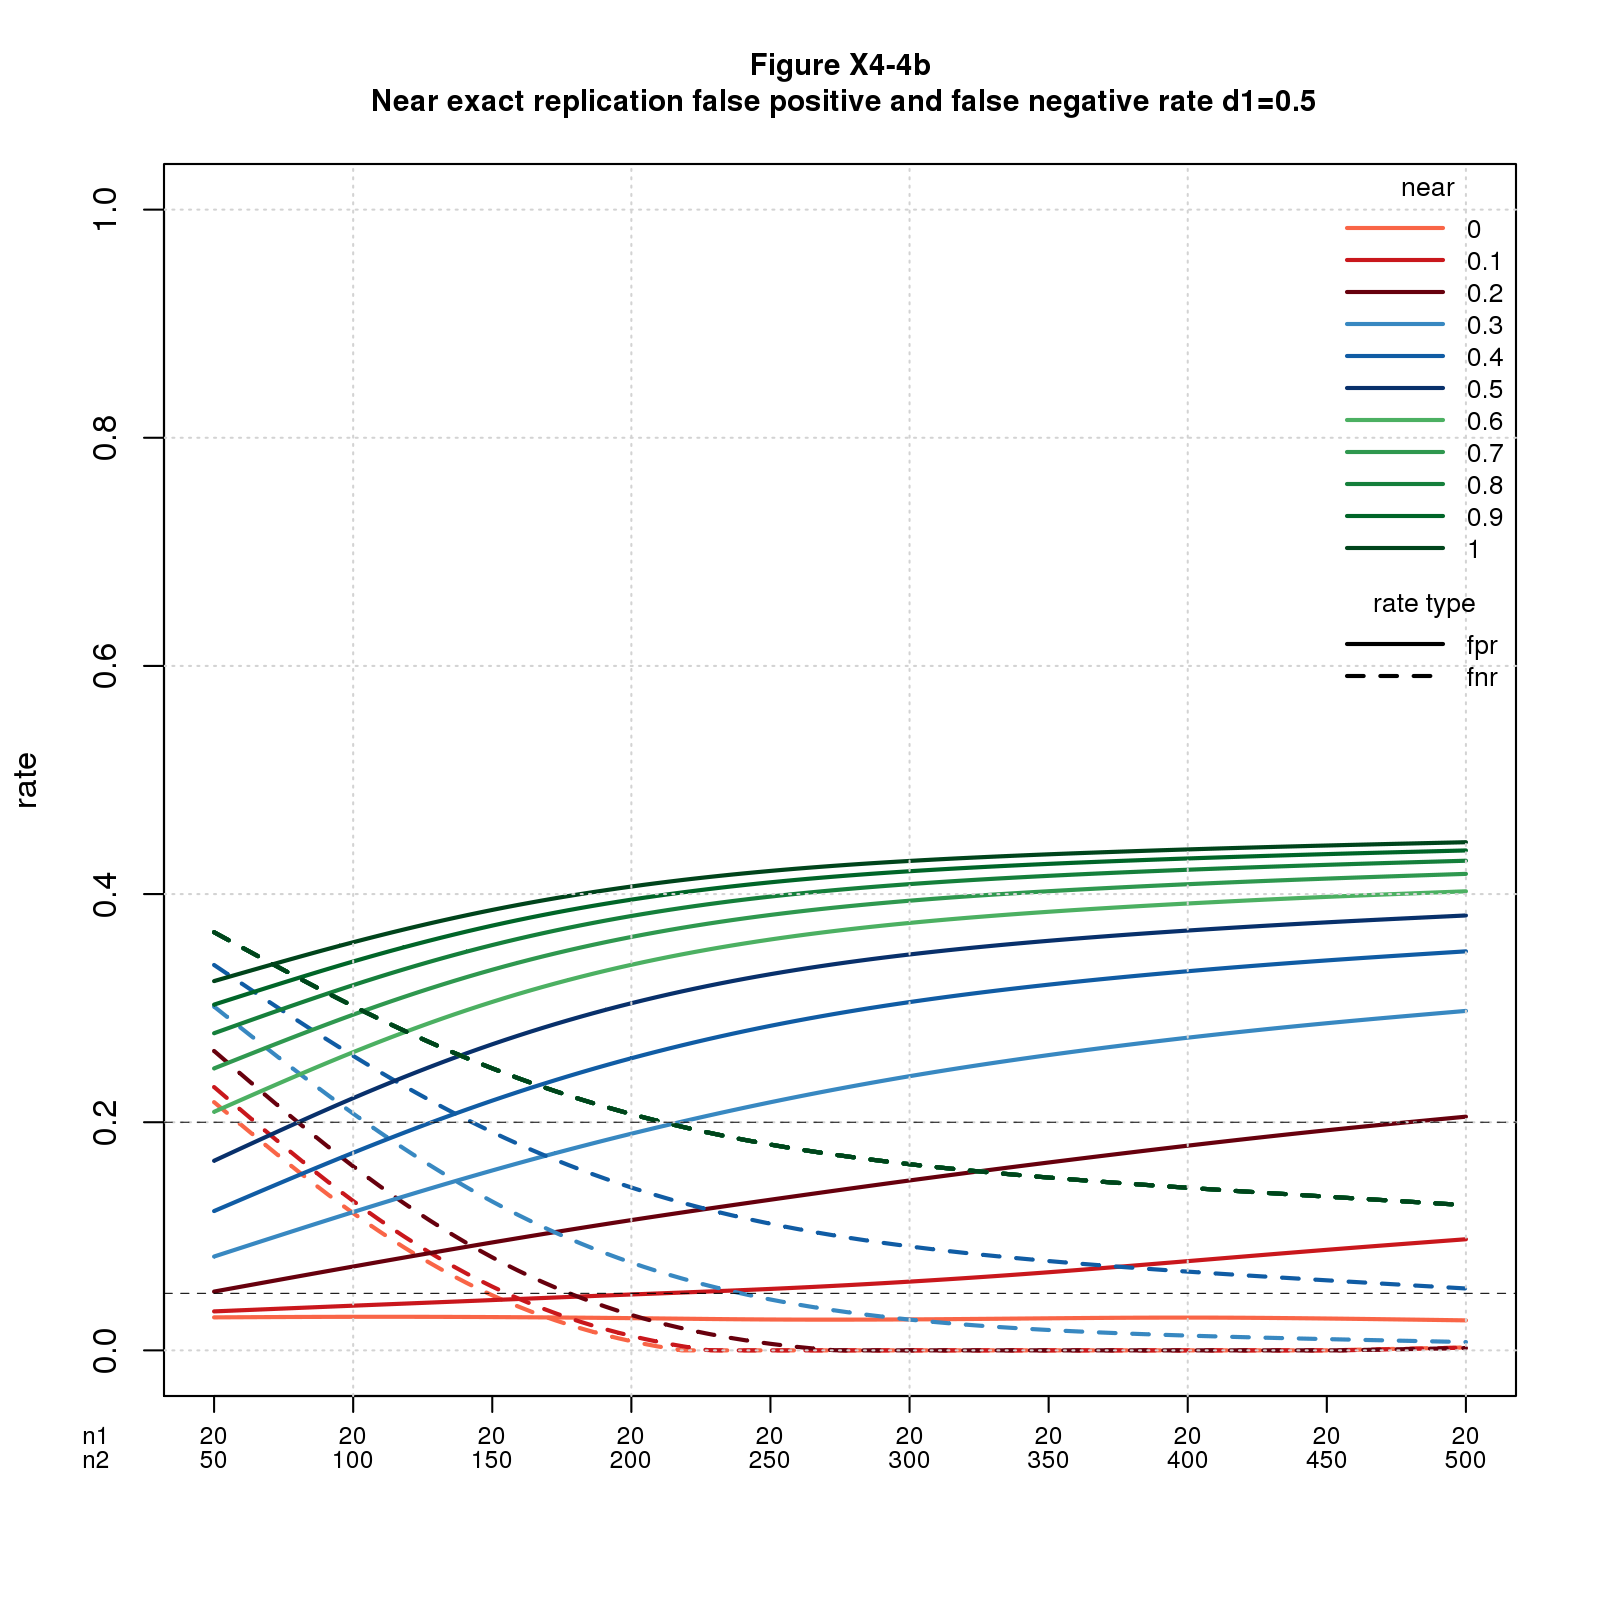 Figure X4-4b
Near exact replication false positive and false negative rate d1=0.5
near
0
0.1
0.2
0.3
0.4
0.5
0.6
0.7
0.8
0.9
1
rate type
fpr
fnr
rate
1.0
0.8
0.6
0.4
0.2
0.0
n1 20 20 20 20 20 20 20 20 20 20
n2 50 100 150 200 250 300 350 400 450 500